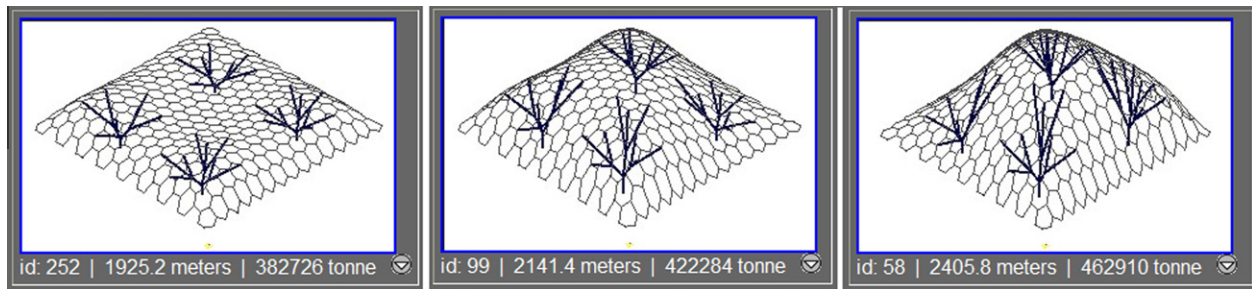 id: 252 | 1925.2 meters | 382726 tonne
id: 99 | 2141.4 meters | 422284 tonne
id: 58 | 2405.8 meters | 462910 tonne